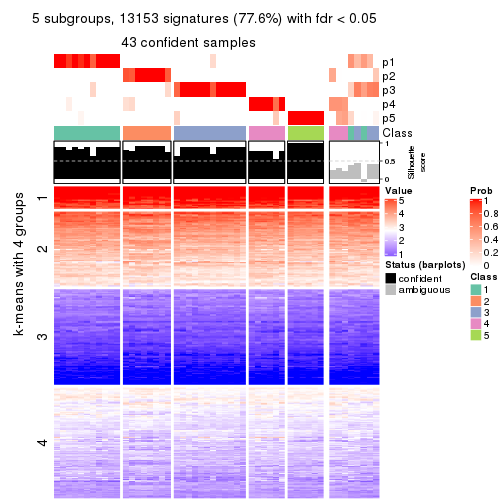 5 subgroups, 13153 signatures (77.6%) with fdr < 0.05
43 confident samples
p1
p2
p3
p4
p5
Class
1
0.5
0
Silhouette
score
k-means with 4 groups
1
2
3
4
Value
5
4
3
2
1
Status (barplots)
confident
ambiguous
Prob
1
0.8
0.6
0.4
0.2
0
Class
1
2
3
4
5